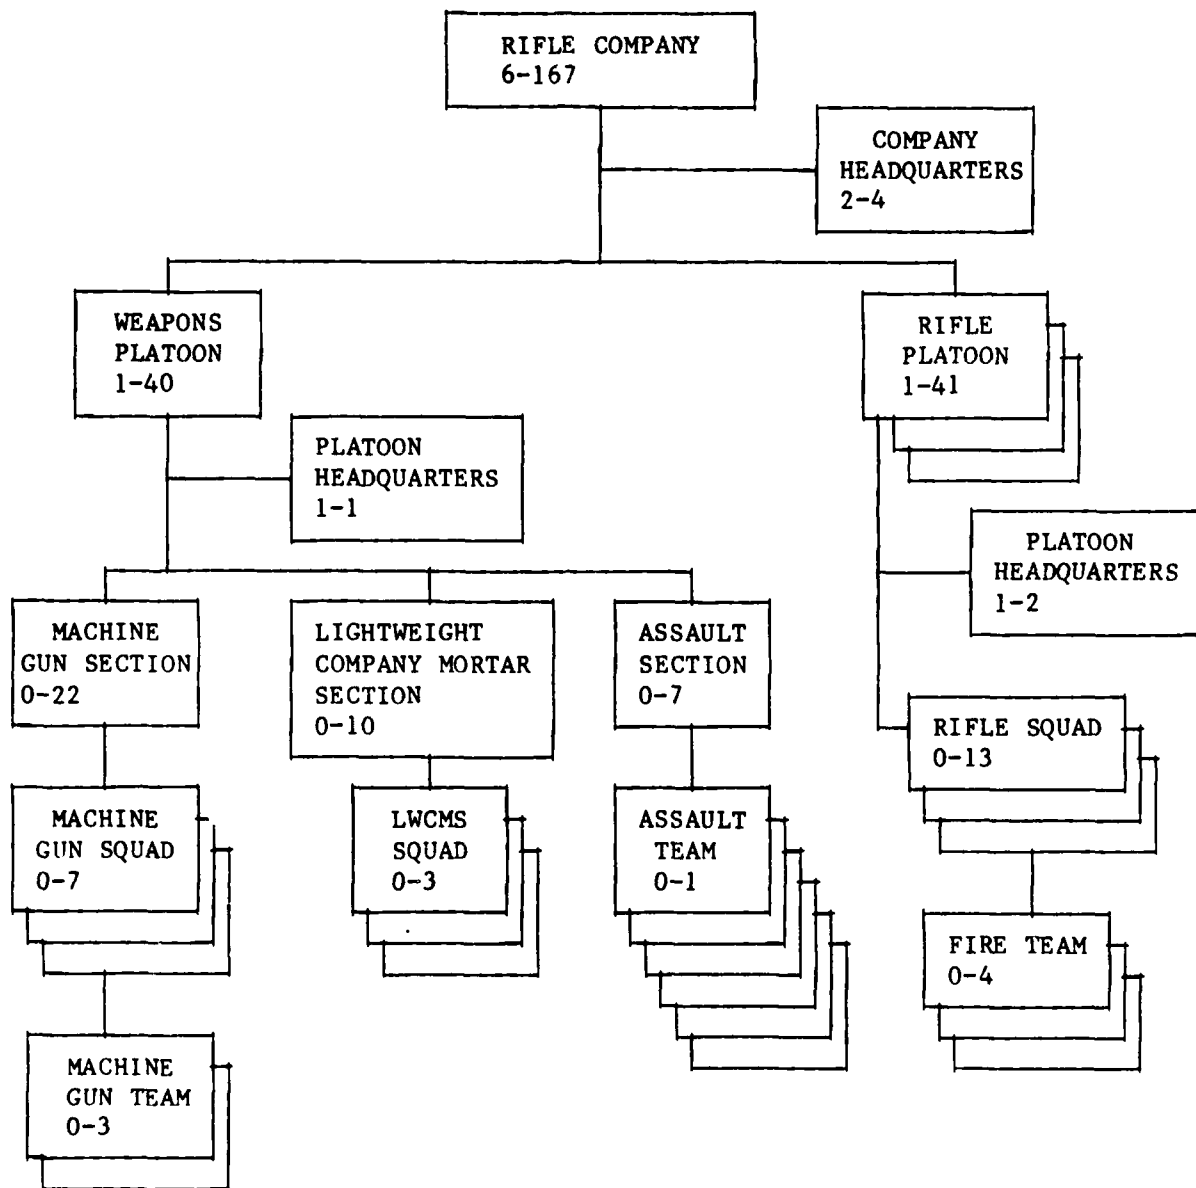 RIFLE COMPANY
6-167
COMPANY
HEADQUARTERS
2-4
WEAPONS
PLATOON
1-40
RIFLE
PLATOON
1-41
PLATOON
HEADQUARTERS
1-1
PLATOON
HEADQUARTERS
1-2
MACHINE
GUN SECTION
0-22
LIGHTWEIGHT
COMPANY MORTAR
SECTION
0-10
ASSAULT
SECTION
0-7
RIFLE SQUAD
0-13
MACHINE
GUN SQUAD
0-7
LWCMS
SQUAD
0-3
ASSAULT
TEAM
0-1
FIRE TEAM
0-4
MACHINE
GUN TEAM
0-3